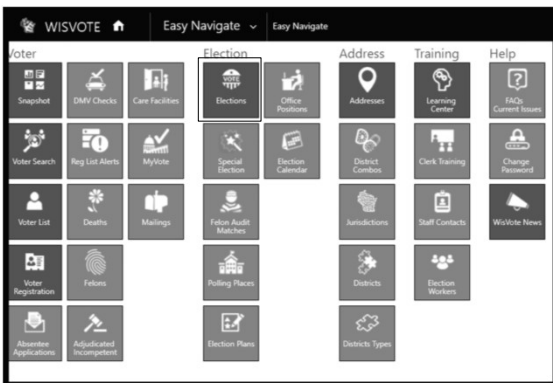 WISVOTE Easy Navigate Easy Navigate
Voter Election Address Training Help
Snapshot DMV Checks Care Facilities VOTE Elections Office Positions Addresses Learning Center FAQs Current Issues
Voter Search Reg List Alerts MyVote Special Election Election Calendar District Combos Clerk Training Change Password
Voter List Deaths Mailings Felon Audit Matches Jurisdictions Staff Contacts WisVote News
Voter Registration Felons Polling Places Districts Election Workers
Absentee Applications Adjudicated Incompetent Election Plans Districts Types